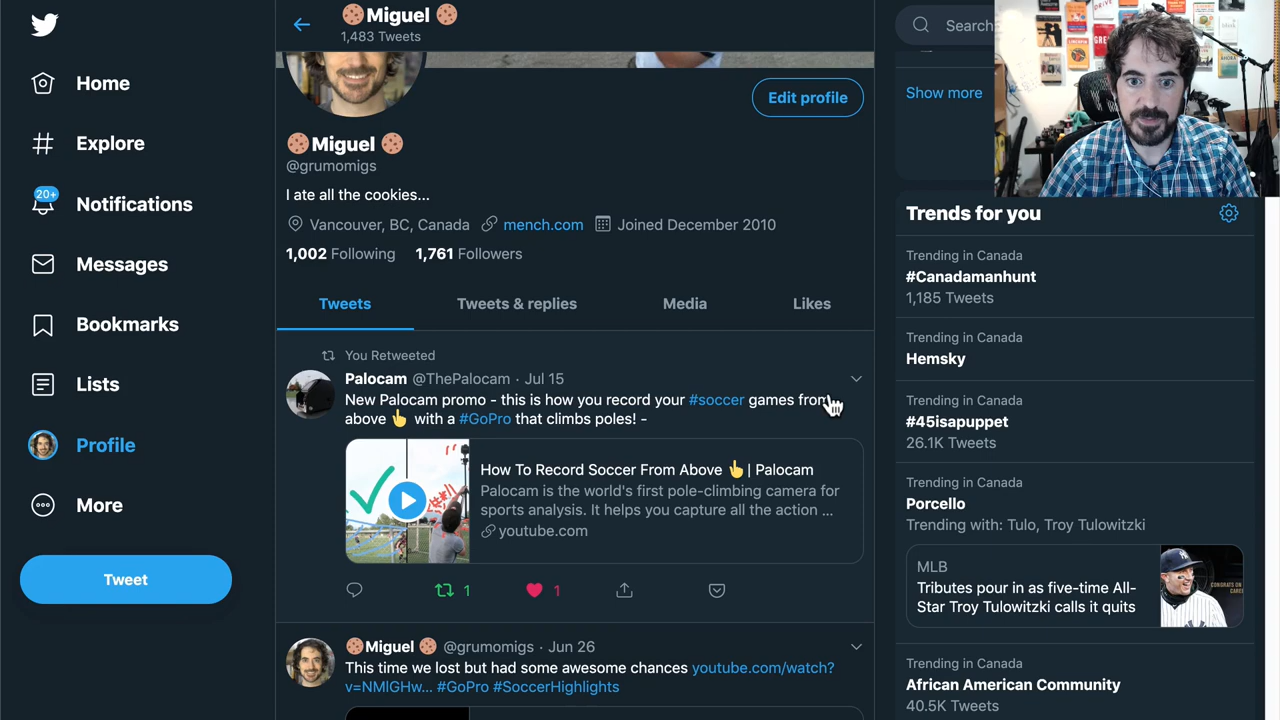 Home
Explore
20+
Notifications
Messages
Bookmarks
Lists
Profile
More
Tweet
Miguel
1,483 Tweets
Edit profile
Miguel
@grumomigs
I ate all the cookies...
Vancouver, BC, Canada mench.com Joined December 2010
1,002 Following 1,761 Followers
Tweets Tweets & replies Media Likes
You Retweeted
Palocam @ThePalocam · Jul 15
New Palocam promo - this is how you record your #soccer games from
above 👆 with a #GoPro that climbs poles! -
How To Record Soccer From Above 👆 | Palocam
Palocam is the world's first pole-climbing camera for
sports analysis. It helps you capture all the action ...
youtube.com
1 1
Miguel @grumomigs · Jun 26
This time we lost but had some awesome chances youtube.com/watch?
v=NMlGHw... #GoPro #SoccerHighlights
Search
Show more
Trends for you
Trending in Canada
#Canadamanhunt
1,185 Tweets
Trending in Canada
Hemsky
Trending in Canada
#45isapuppet
26.1K Tweets
Trending in Canada
Porcello
Trending with: Tulo, Troy Tulowitzki
MLB
Tributes pour in as five-time All-
Star Troy Tulowitzki calls it quits
Trending in Canada
African American Community
40.5K Tweets